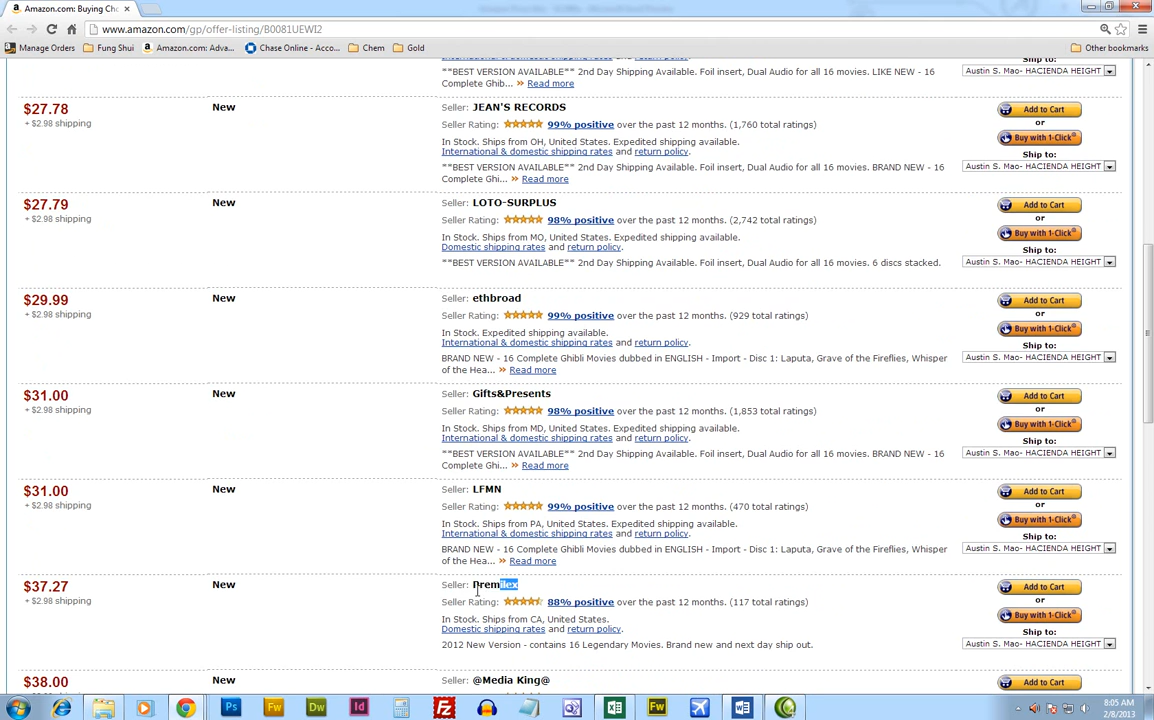 Amazon.com: Buying Cho
www.amazon.com/gp/offer-listing/B0081UEWI2
Manage Orders Fung Shui Amazon.com: Adva... Chase Online - Acco... Chem Gold Other bookmarks
International & domestic shipping rates and return policy.
Ship to:
**BEST VERSION AVAILABLE** 2nd Day Shipping Available. Foil insert, Dual Audio for all 16 movies. LIKE NEW - 16
Complete Ghib... » Read more
Austin S. Mao- HACIENDA HEIGHT
$27.78
+ $2.98 shipping
New
Seller: JEAN'S RECORDS
Seller Rating: 99% positive over the past 12 months. (1,760 total ratings)
In Stock. Ships from OH, United States. Expedited shipping available.
International & domestic shipping rates and return policy.
**BEST VERSION AVAILABLE** 2nd Day Shipping Available. Foil insert, Dual Audio for all 16 movies. BRAND NEW - 16
Complete Ghi... » Read more
Add to Cart
or
Buy with 1-Click®
Ship to:
Austin S. Mao- HACIENDA HEIGHT
$27.79
+ $2.98 shipping
New
Seller: LOTO-SURPLUS
Seller Rating: 98% positive over the past 12 months. (2,742 total ratings)
In Stock. Ships from MO, United States. Expedited shipping available.
Domestic shipping rates and return policy.
**BEST VERSION AVAILABLE** 2nd Day Shipping Available. Foil insert, Dual Audio for all 16 movies. 6 discs stacked.
Add to Cart
or
Buy with 1-Click®
Ship to:
Austin S. Mao- HACIENDA HEIGHT
$29.99
+ $2.98 shipping
New
Seller: ethbroad
Seller Rating: 99% positive over the past 12 months. (929 total ratings)
In Stock. Expedited shipping available.
International & domestic shipping rates and return policy.
BRAND NEW - 16 Complete Ghibli Movies dubbed in ENGLISH - Import - Disc 1: Laputa, Grave of the Fireflies, Whisper
of the Hea... » Read more
Add to Cart
or
Buy with 1-Click®
Ship to:
Austin S. Mao- HACIENDA HEIGHT
$31.00
+ $2.98 shipping
New
Seller: Gifts&Presents
Seller Rating: 98% positive over the past 12 months. (1,853 total ratings)
In Stock. Ships from MD, United States. Expedited shipping available.
International & domestic shipping rates and return policy.
**BEST VERSION AVAILABLE** 2nd Day Shipping Available. Foil insert, Dual Audio for all 16 movies. BRAND NEW - 16
Complete Ghi... » Read more
Add to Cart
or
Buy with 1-Click®
Ship to:
Austin S. Mao- HACIENDA HEIGHT
$31.00
+ $2.98 shipping
New
Seller: LFMN
Seller Rating: 99% positive over the past 12 months. (470 total ratings)
In Stock. Ships from PA, United States. Expedited shipping available.
International & domestic shipping rates and return policy.
BRAND NEW - 16 Complete Ghibli Movies dubbed in ENGLISH - Import - Disc 1: Laputa, Grave of the Fireflies, Whisper
of the Hea... » Read more
Add to Cart
or
Buy with 1-Click®
Ship to:
Austin S. Mao- HACIENDA HEIGHT
$37.27
+ $2.98 shipping
New
Seller: Premilex
Seller Rating: 88% positive over the past 12 months. (117 total ratings)
In Stock. Ships from CA, United States.
Domestic shipping rates and return policy.
2012 New Version - contains 16 Legendary Movies. Brand new and next day ship out.
Add to Cart
or
Buy with 1-Click®
Ship to:
Austin S. Mao- HACIENDA HEIGHT
$38.00
New
Seller: @Media King@
Add to Cart
Ps Fw Dw Id Fz Fw
8:05 AM
2/8/2013